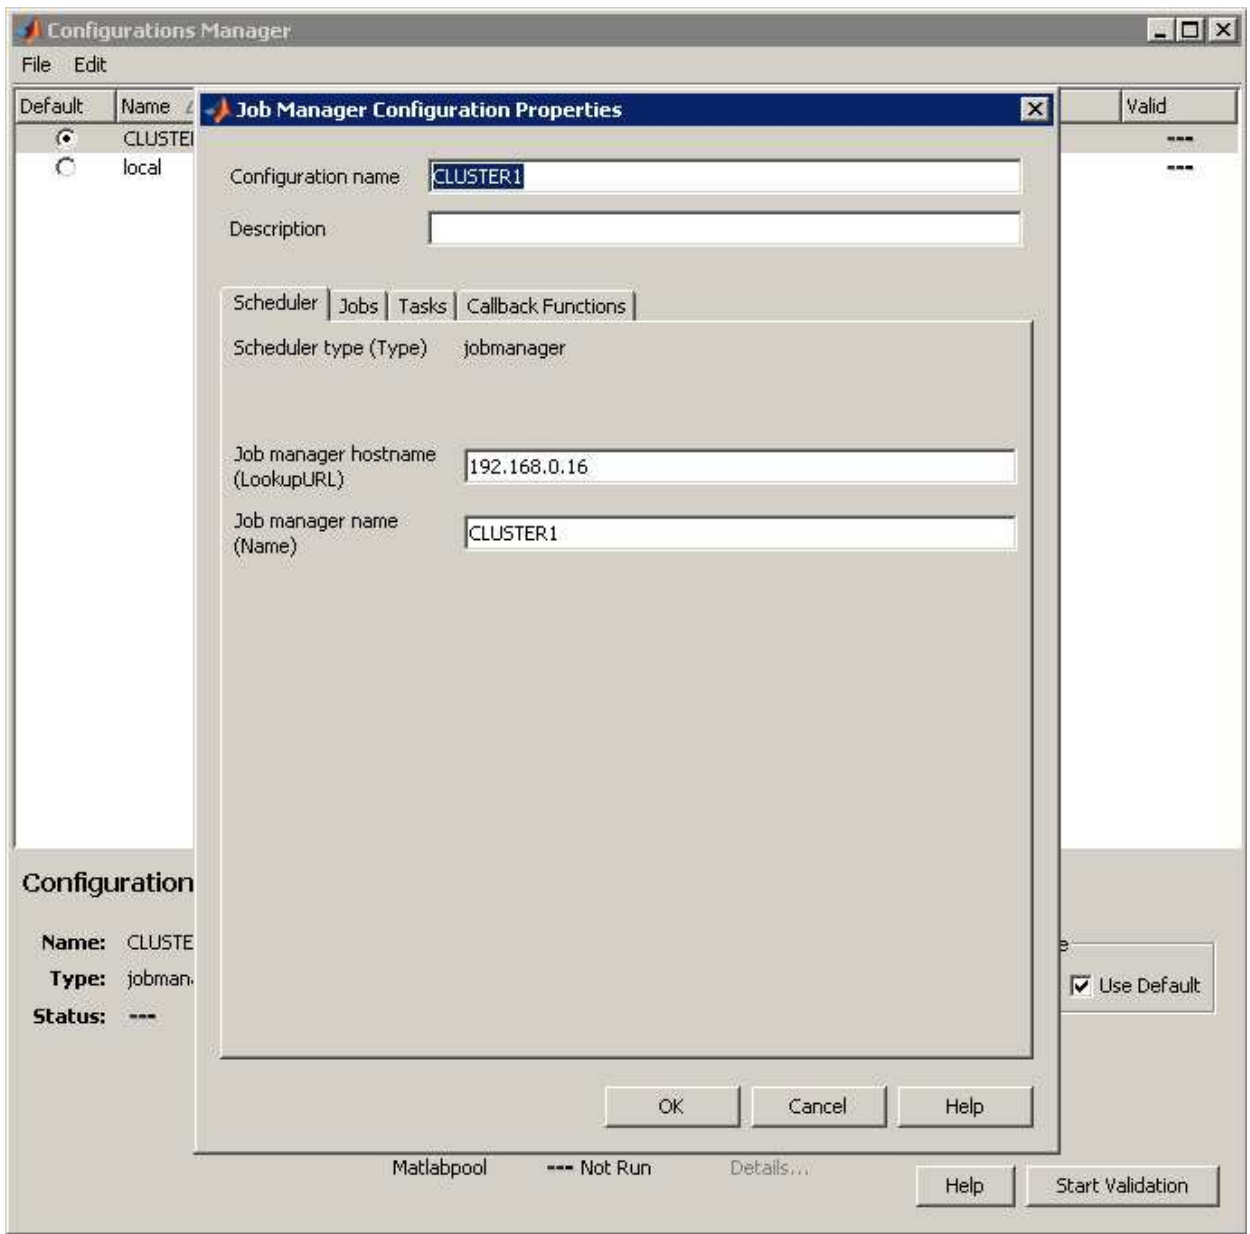 Configurations Manager
File Edit
Default Name Valid
Job Manager Configuration Properties
CLUSTE ---
local ---
Configuration name CLUSTER1
Description
Scheduler Jobs Tasks Callback Functions
Scheduler type (Type) jobmanager
Job manager hostname
(LookupURL) 192.168.0.16
Job manager name
(Name) CLUSTER1
Configuration
Name: CLUSTE
Type: jobman
Status: ---
e
Use Default
OK Cancel Help
Matlabpool --- Not Run Details...
Help Start Validation